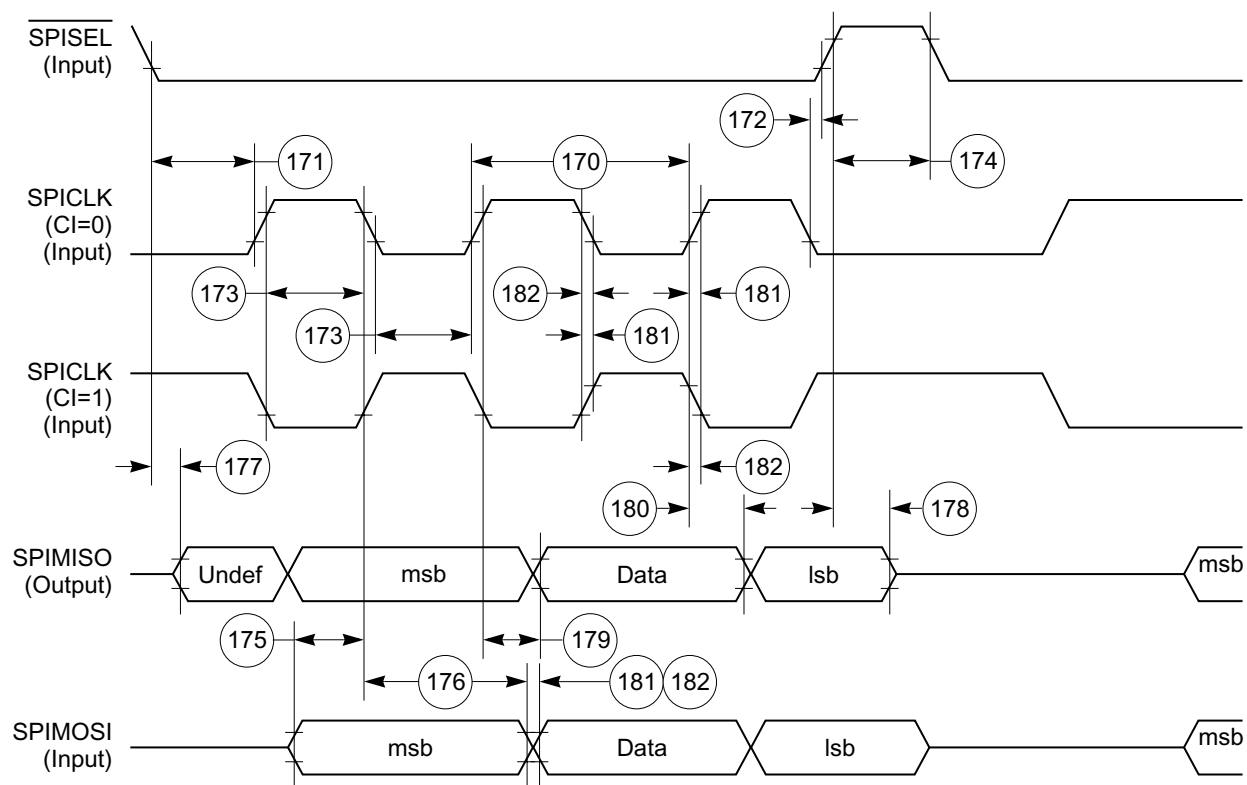 SPISEL
(Input)
172
171
170
174
SPICLK
(CI=0)
(Input)
173
182
181
173
181
SPICLK
(CI=1)
(Input)
177
182
180
178
SPIMISO
(Output)
Undef
msb
Data
lsb
msb
175
179
176
181
182
SPIMOSI
(Input)
msb
Data
lsb
msb